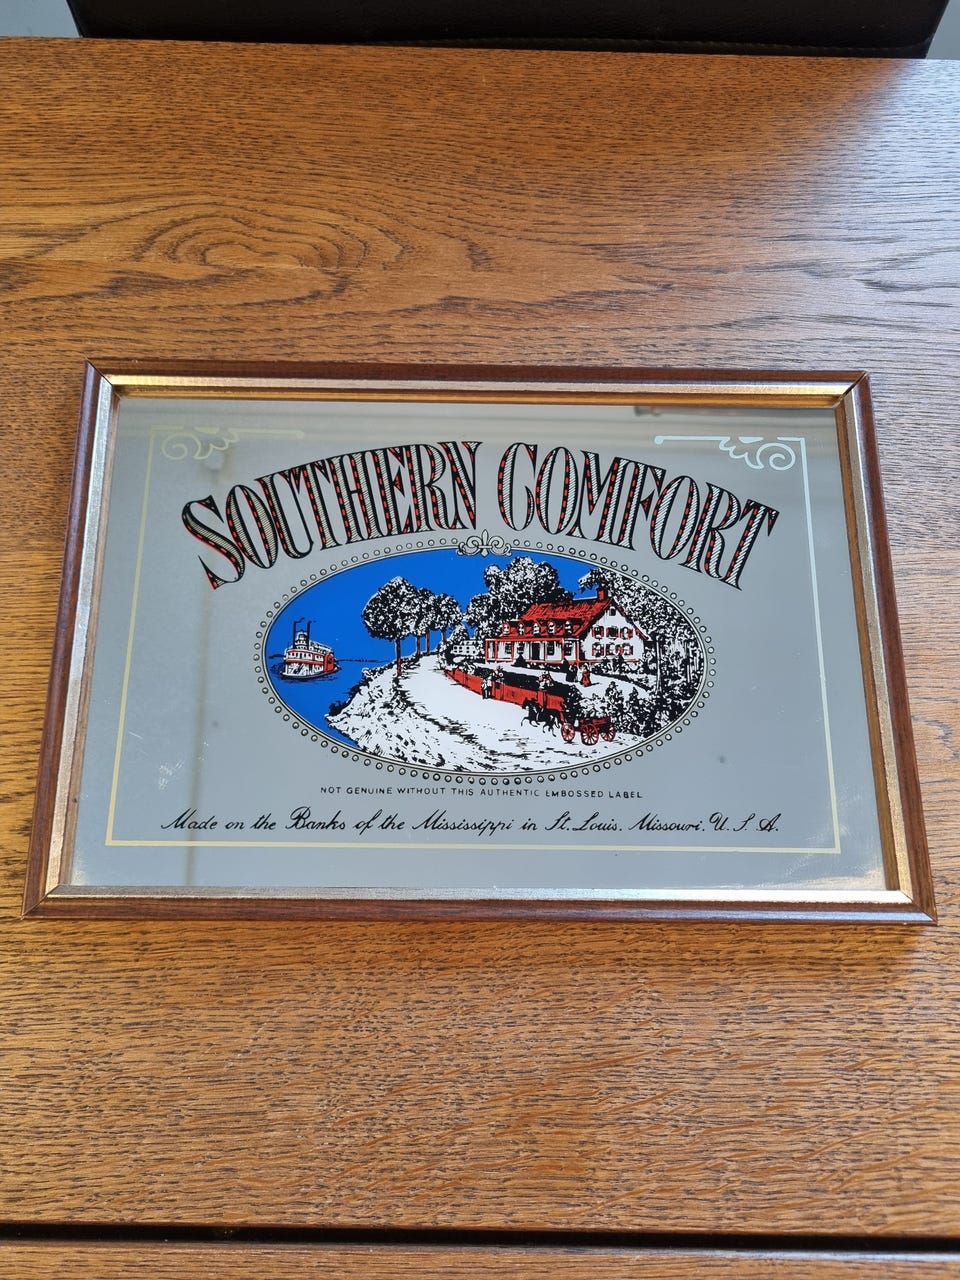 SOUTHERN COMFORT
NOT GENUINE WITHOUT THIS AUTHENTIC EMBOSSED LABEL
Made on the Banks of the Mississippi in St. Louis. Missouri. U. S. A.